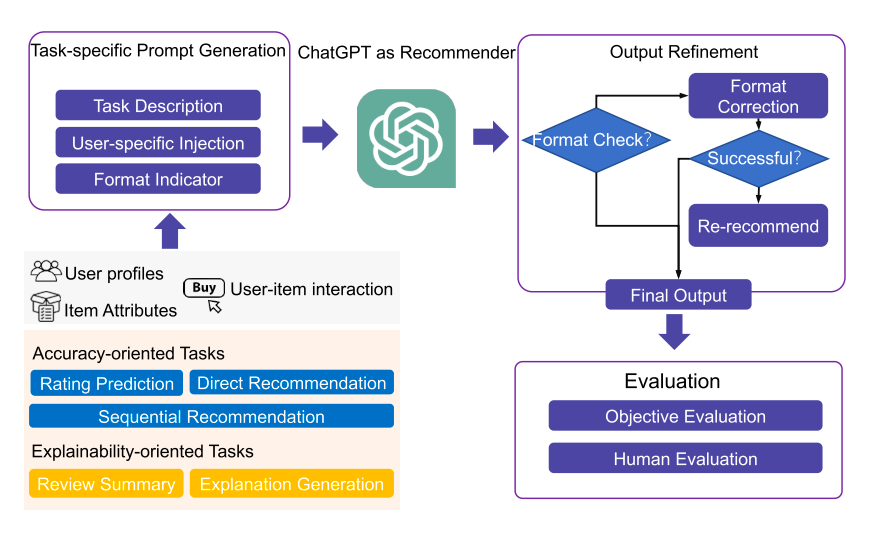 Task-specific Prompt Generation
Task Description
User-specific Injection
Format Indicator
ChatGPT as Recommender
Output Refinement
Format
Correction
Format Check?
Successful?
Re-recommend
Final Output
User profiles
Item Attributes
Buy
User-item interaction
Accuracy-oriented Tasks
Rating Prediction
Direct Recommendation
Sequential Recommendation
Explainability-oriented Tasks
Review Summary
Explanation Generation
Evaluation
Objective Evaluation
Human Evaluation